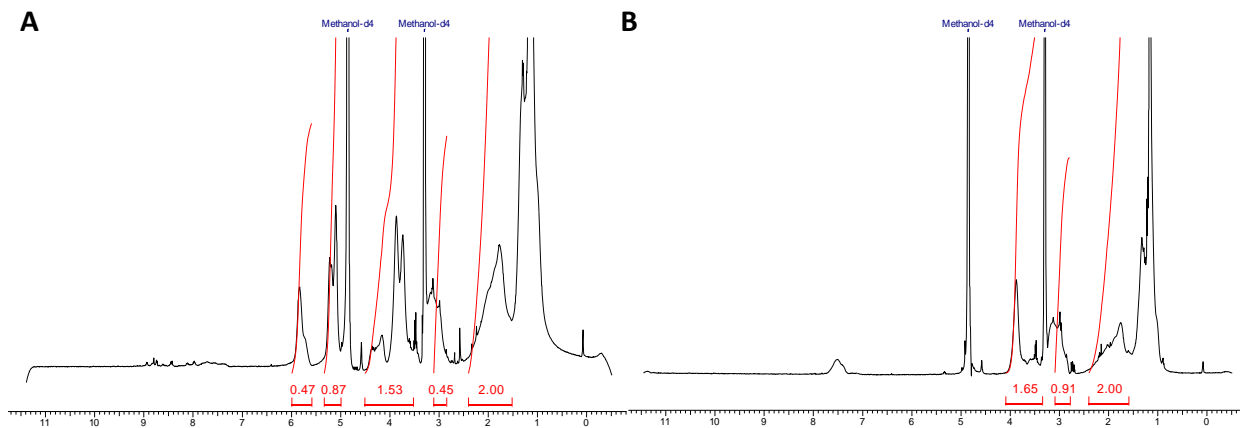 A
Methanol-d4 Methanol-d4
0.47 0.87 1.53 0.45 2.00
11 10 9 8 7 6 5 4 3 2 1 0
B
Methanol-d4 Methanol-d4
1.65 0.91 2.00
11 10 9 8 7 6 5 4 3 2 1 0